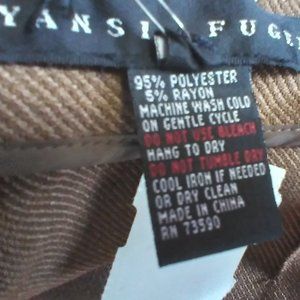 YANSI FUGE
95% POLYESTER
5% RAYON
MACHINE WASH COLD
ON GENTLE CYCLE
DO NOT USE BLEACH
HANG TO DRY
DO NOT TUMBLE DRY
COOL IRON IF NEEDED
OR DRY CLEAN
MADE IN CHINA
RN 73590